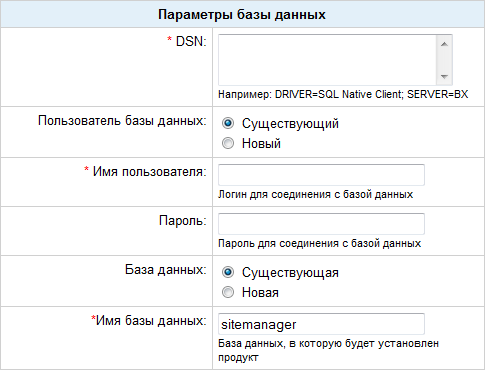 Параметры базы данных
* DSN:
Например: DRIVER=SQL Native Client; SERVER=BX
Пользователь базы данных:
Существующий
Новый
* Имя пользователя:
Логин для соединения с базой данных
Пароль:
Пароль для соединения с базой данных
База данных:
Существующая
Новая
*Имя базы данных:
sitemanager
База данных, в которую будет установлен
продукт